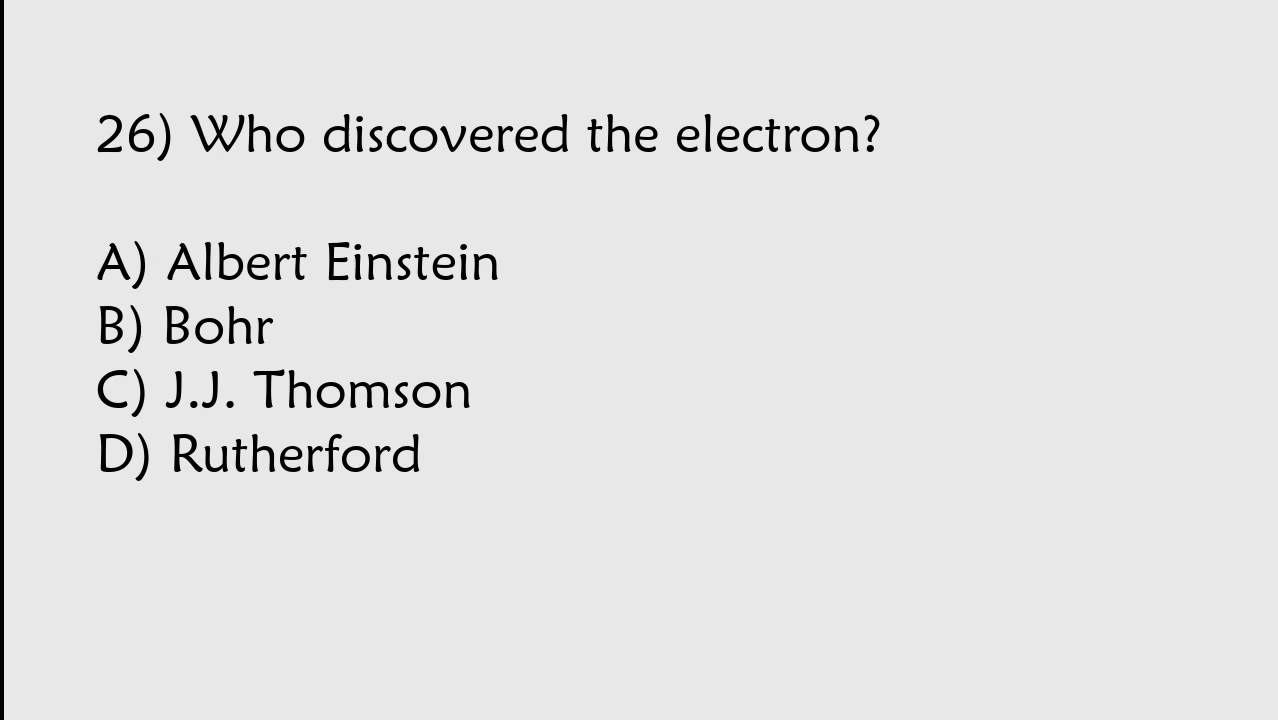 26) Who discovered the electron?
A) Albert Einstein
B) Bohr
C) J.J. Thomson
D) Rutherford